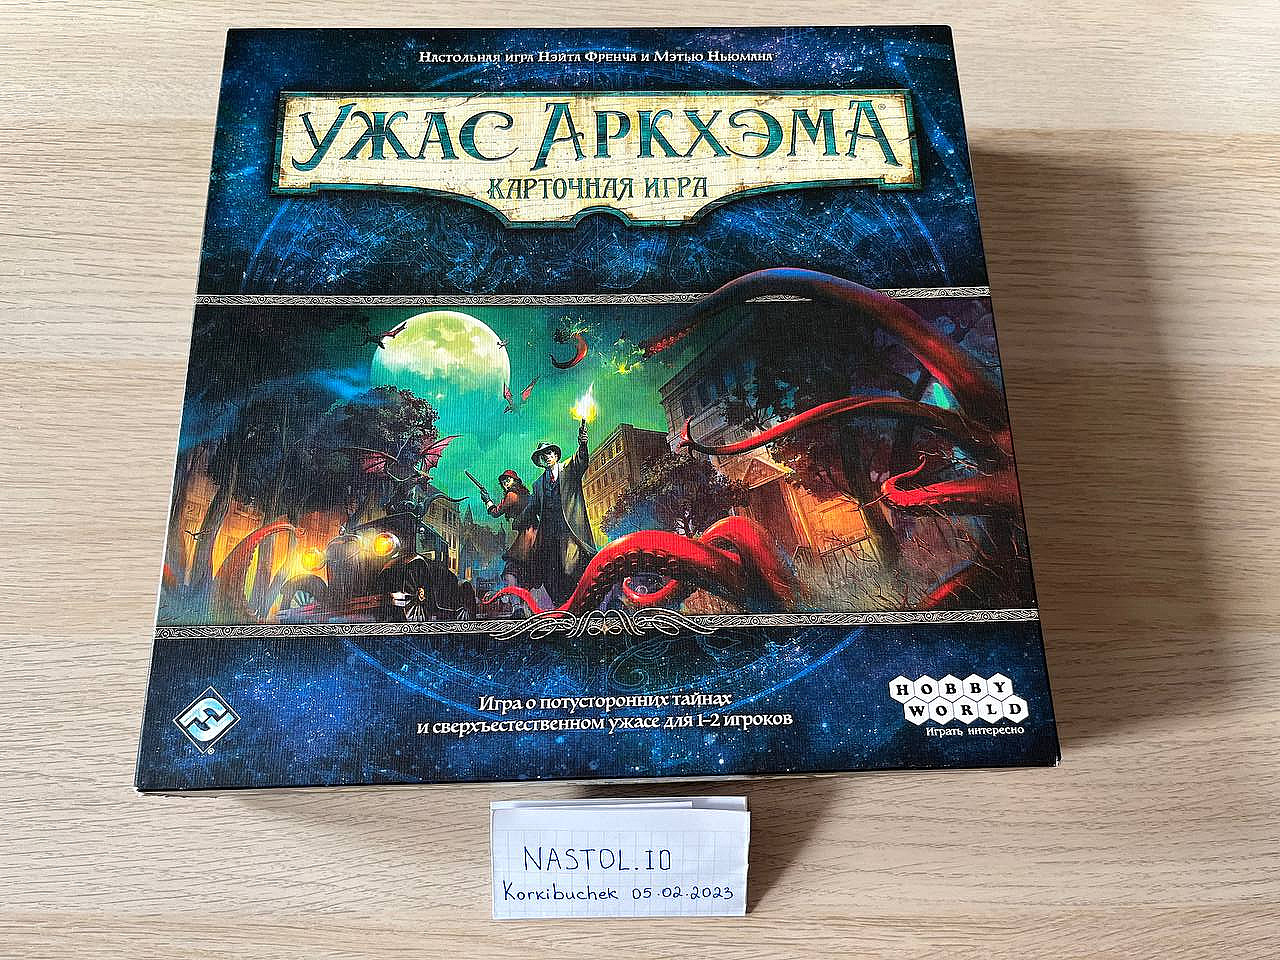 Настольная игра Нэйта Френча и Мэтью Ньюмана
Ужас Аркхэма®
Карточная игра
Игра о потусторонних тайнах
и сверхъестественном ужасе для 1–2 игроков
HOBBY
WORLD
Играть интересно
NASTOL.IO
Korkibuchek 05.02.2023